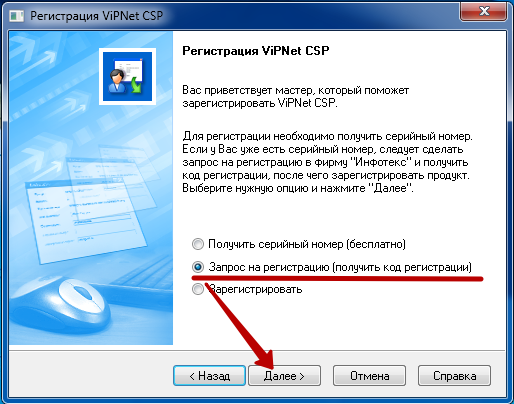 Регистрация ViPNet CSP
Регистрация ViPNet CSP
Вас приветствует мастер, который поможет
зарегистрировать ViPNet CSP.
Для регистрации необходимо получить серийный номер.
Если у Вас уже есть серийный номер, следует сделать
запрос на регистрацию в фирму "Инфотекс" и получить
код регистрации, после чего зарегистрировать продукт.
Выберите нужную опцию и нажмите "Далее".
Получить серийный номер (бесплатно)
Запрос на регистрацию (получить код регистрации)
Зарегистрировать
< Назад
Далее >
Отмена
Справка